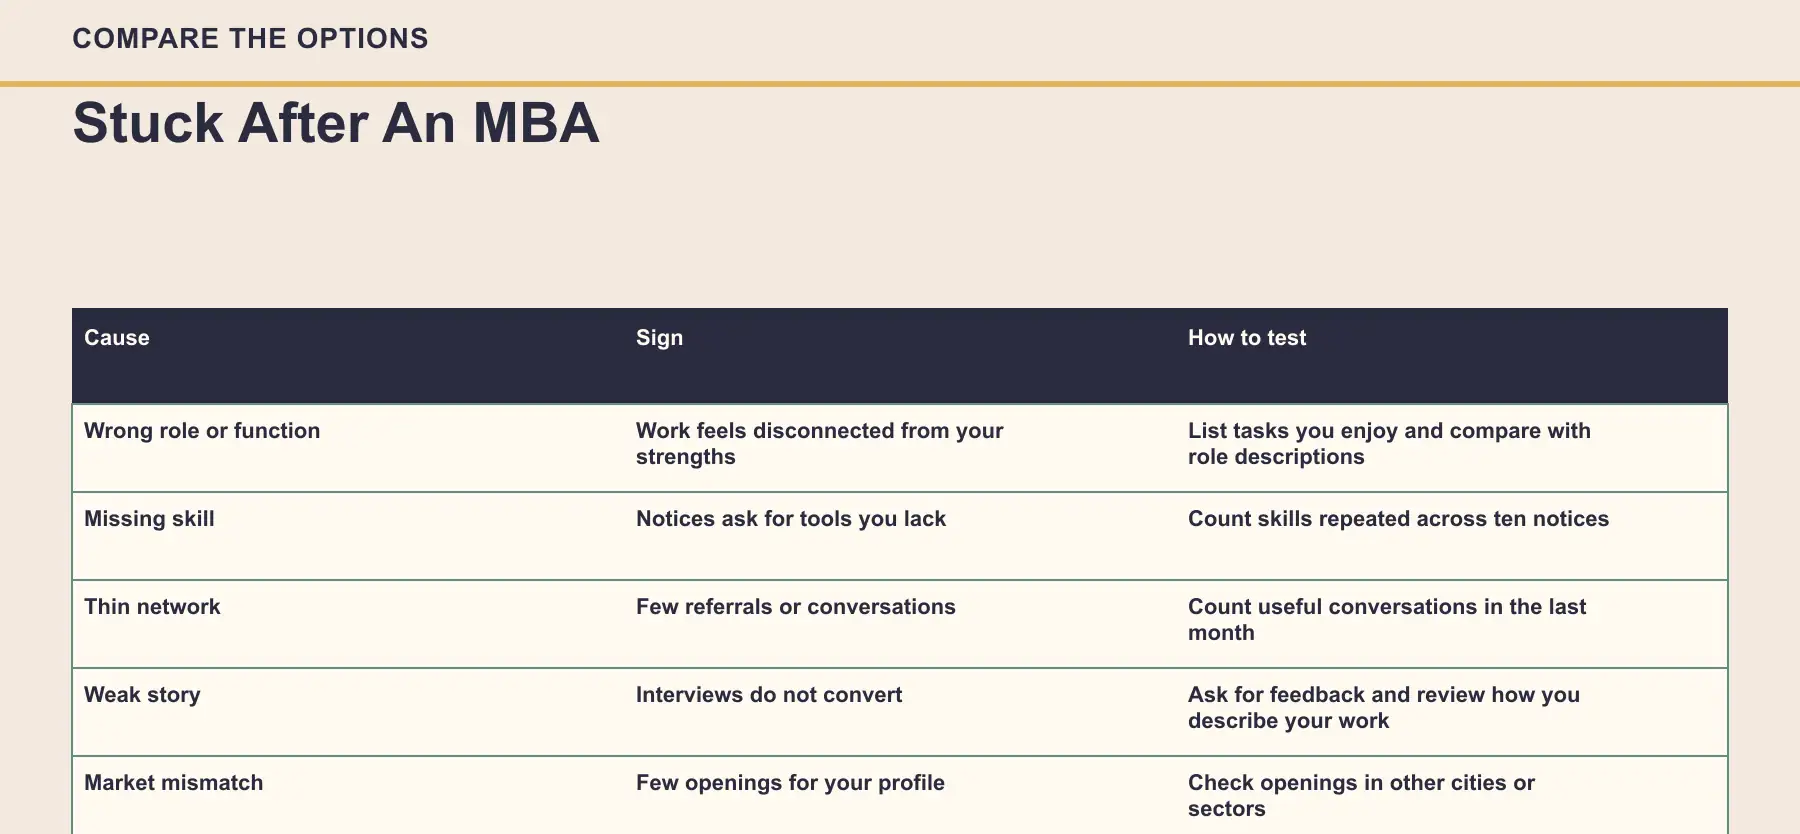 COMPARE THE OPTIONS
Stuck After An MBA
Cause
Sign
How to test
Wrong role or function
Work feels disconnected from your
strengths
List tasks you enjoy and compare with
role descriptions
Missing skill
Notices ask for tools you lack
Count skills repeated across ten notices
Thin network
Few referrals or conversations
Count useful conversations in the last
month
Weak story
Interviews do not convert
Ask for feedback and review how you
describe your work
Market mismatch
Few openings for your profile
Check openings in other cities or
sectors